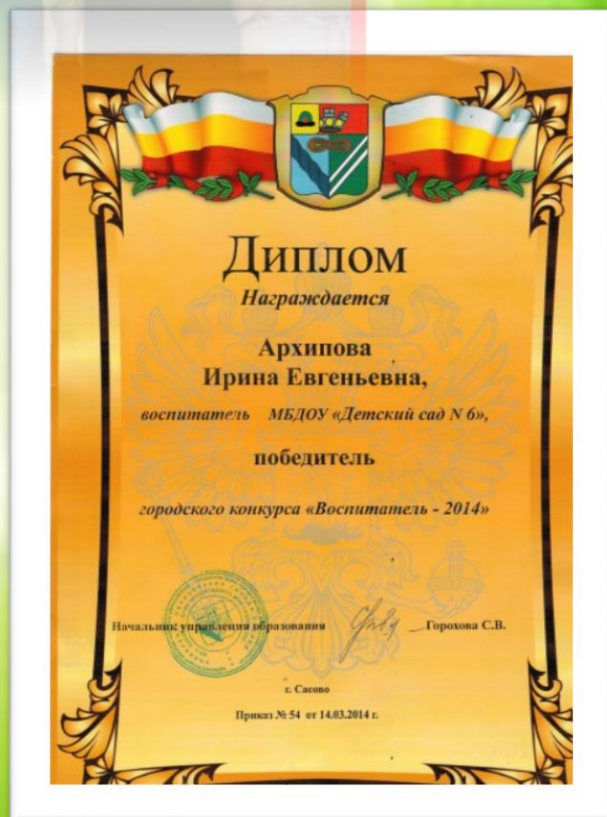 Диплом
Награждается
Архипова
Ирина Евгеньевна,
воспитатель МБДОУ «Детский сад N 6»,
победитель
городского конкурса «Воспитатель - 2014»
Начальник управления образования Горохова С.В.
г. Сасово
Приказ № 54 от 14.03.2014 г.